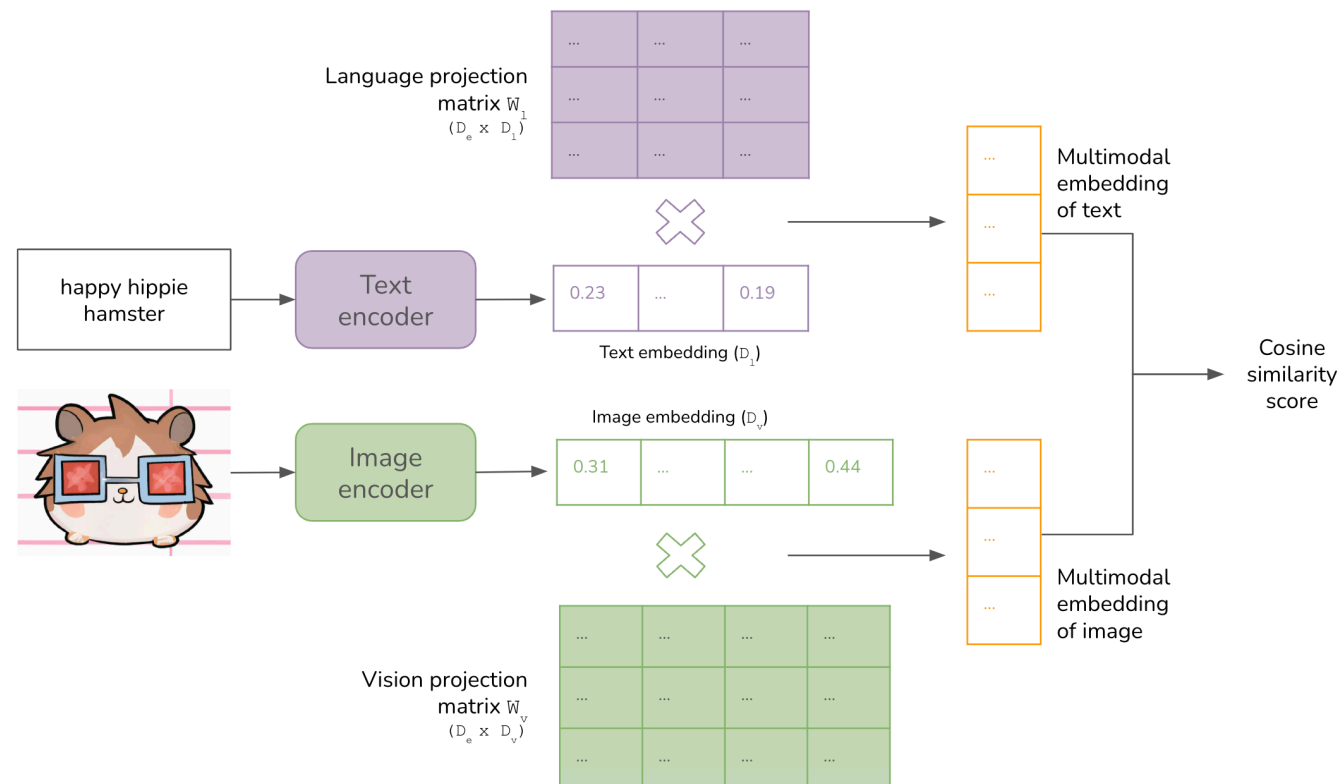 ... ... ...
... ... ...
... ... ...
Language projection
matrix W_l
(D_e x D_l)
happy hippie
hamster
Text
encoder
0.23 ... 0.19
Text embedding (D_l)
...
...
...
Multimodal
embedding
of text
Cosine
similarity
score
Image
encoder
Image embedding (D_v)
0.31 ... ... 0.44
...
...
...
Multimodal
embedding
of image
Vision projection
matrix W_v
(D_e x D_v)
... ... ... ...
... ... ... ...
... ... ... ...